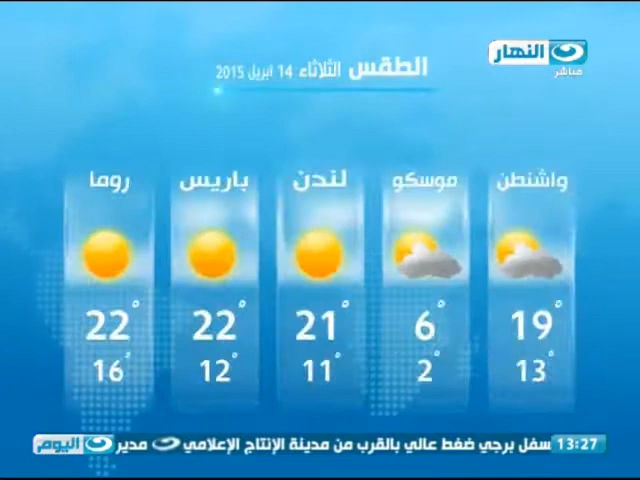 النهار
مباشر
الطقس الثلاثاء 14 ابريل 2015
واشنطن موسكو لندن باريس روما
19° 6° 21° 22° 22°
13° 2° 11° 12° 16°
13:27 سفل برجي ضغط عالي بالقرب من مدينة الإنتاج الإعلامي مدير اليوم